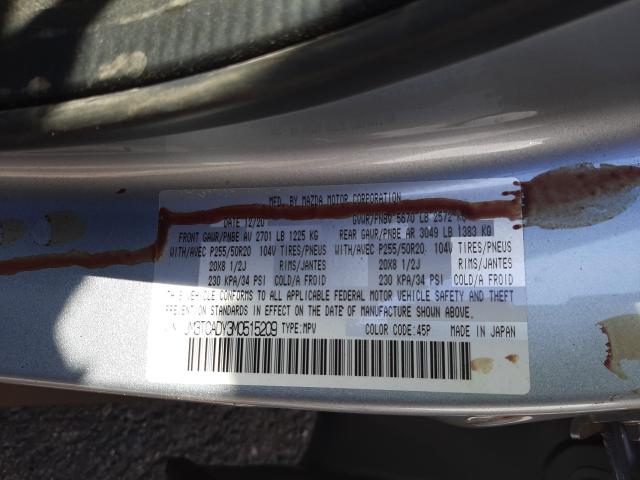 MFD. BY MAZDA MOTOR CORPORATION
DATE 12/20 GVWR/PNBV 5670 LB 2572 KG
FRONT GAWR/PNBE AV 2701 LB 1225 KG REAR GAWR/PNBE AR 3049 LB 1383 KG
WITH/AVEC P255/50R20 104V TIRES/PNEUS WITH/AVEC P255/50R20 104V TIRES/PNEUS
20X8 1/2J RIMS/JANTES 20X8 1/2J RIMS/JANTES
230 KPA/34 PSI COLD/A FROID 230 KPA/34 PSI COLD/A FROID
THIS VEHICLE CONFORMS TO ALL APPLICABLE FEDERAL MOTOR VEHICLE SAFETY AND THEFT
PREVENTION STANDARDS IN EFFECT ON THE DATE OF MANUFACTURE SHOWN ABOVE.
JM3TCADY3M0515209 TYPE:MPV COLOR CODE:45P MADE IN JAPAN